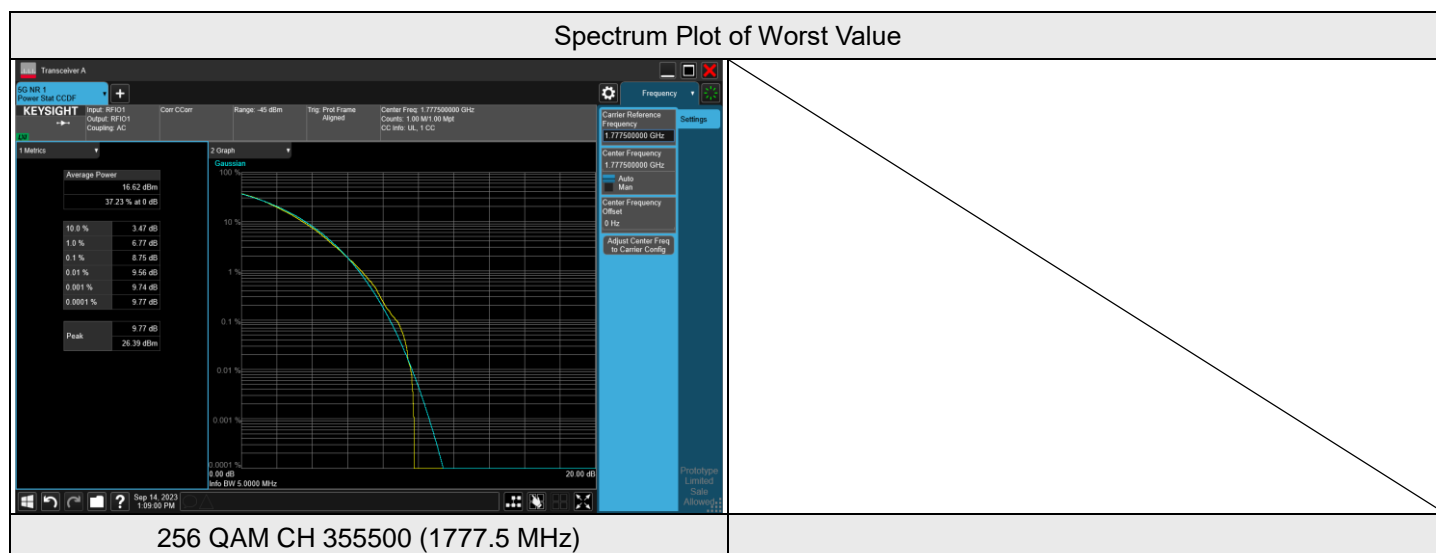 Spectrum Plot of Worst Value
Transceiver A
5G NR 1
Power Stat CCDF
Frequency
KEYSIGHT
Input: RFIO1
Output: RFIO1
Coupling: AC
Corr CCorr
Range: -45 dBm
Trig: Prot Frame
Aligned
Center Freq: 1.777500000 GHz
Counts: 1.00 M/1.00 Mpt
CC Info: UL, 1 CC
1 Metrics
Average Power
16.62 dBm
37.23 % at 0 dB
10.0 % 3.47 dB
1.0 % 6.77 dB
0.1 % 8.75 dB
0.01 % 9.56 dB
0.001 % 9.74 dB
0.0001 % 9.77 dB
Peak
9.77 dB
26.39 dBm
2 Graph
Gaussian
100 %
10 %
1 %
0.1 %
0.01 %
0.001 %
0.0001 %
0.00 dB 20.00 dB
Info BW 5.0000 MHz
Carrier Reference
Frequency
1.777500000 GHz
Center Frequency
1.777500000 GHz
Auto
Man
Center Frequency
Offset
0 Hz
Adjust Center Freq
to Carrier Config
Settings
Prototype
Limited
Sale
Allowed
?
Sep 14, 2023
1:09:00 PM
256 QAM CH 355500 (1777.5 MHz)